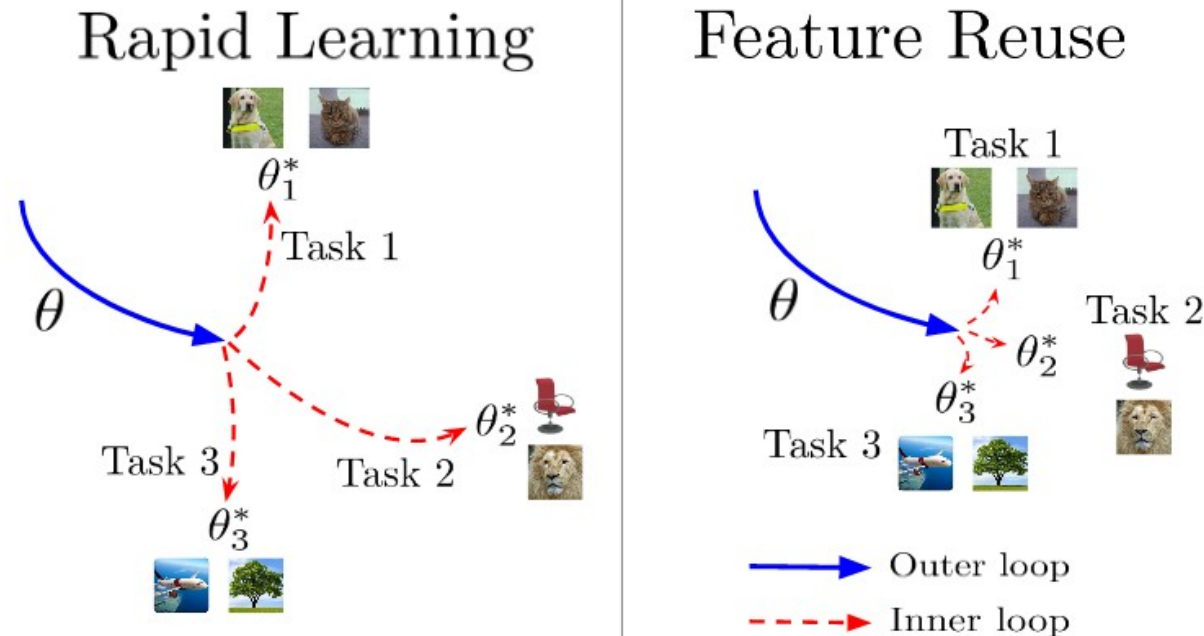 Rapid Learning
θ₁*
Task 1
θ
θ₂*
Task 3
Task 2
θ₃*
Feature Reuse
Task 1
θ₁*
θ
Task 2
θ₂*
θ₃*
Task 3
Outer loop
Inner loop